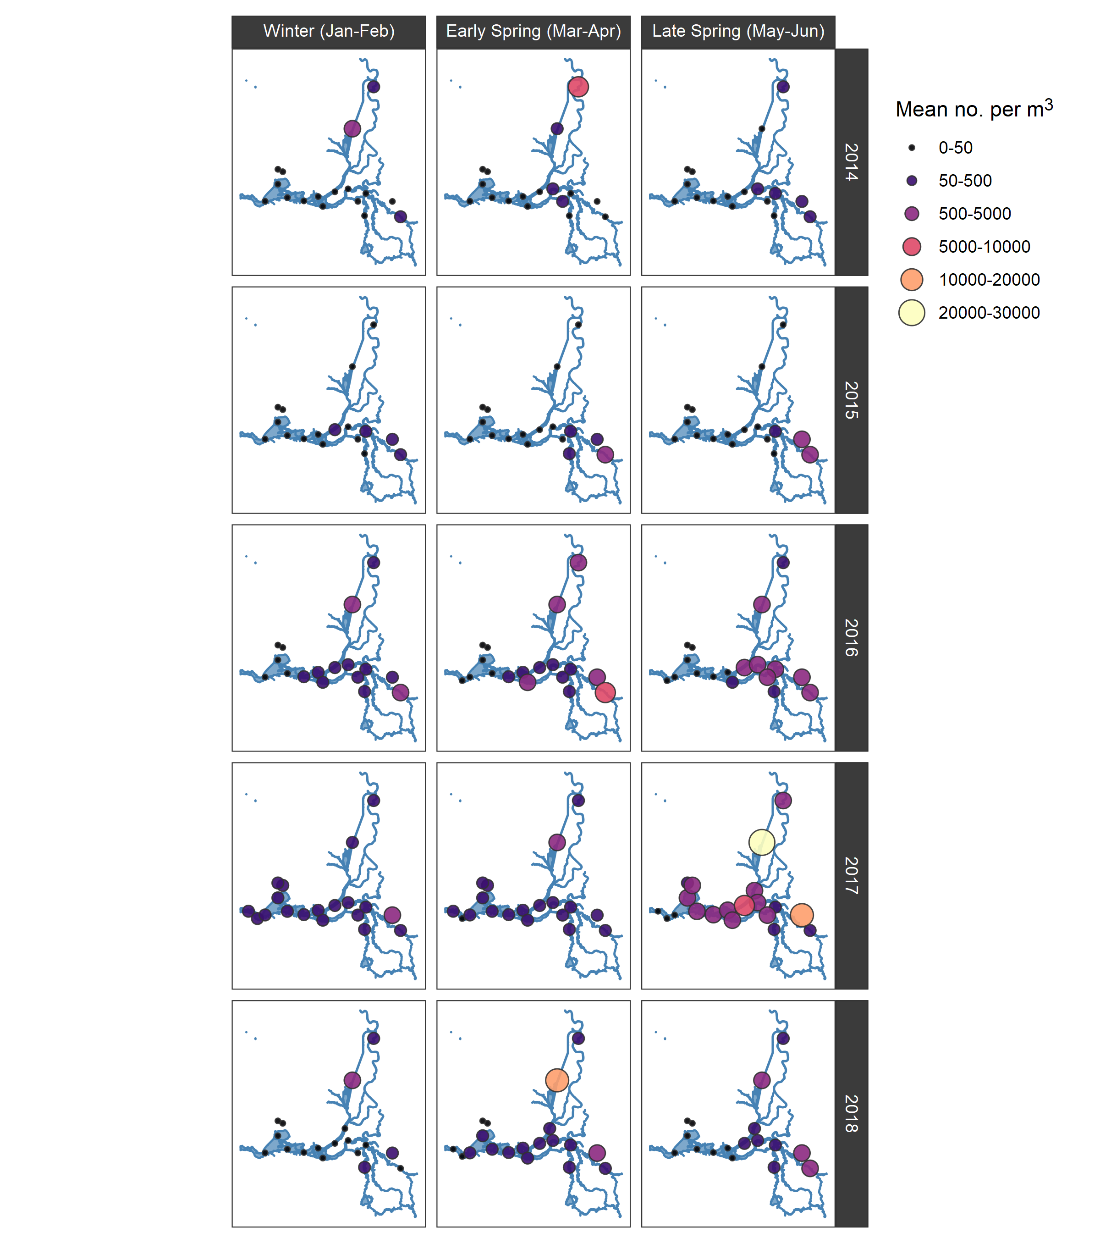 Winter (Jan-Feb)
Early Spring (Mar-Apr)
Late Spring (May-Jun)
2014
2015
2016
2017
2018
Mean no. per m³
0-50
50-500
500-5000
5000-10000
10000-20000
20000-30000